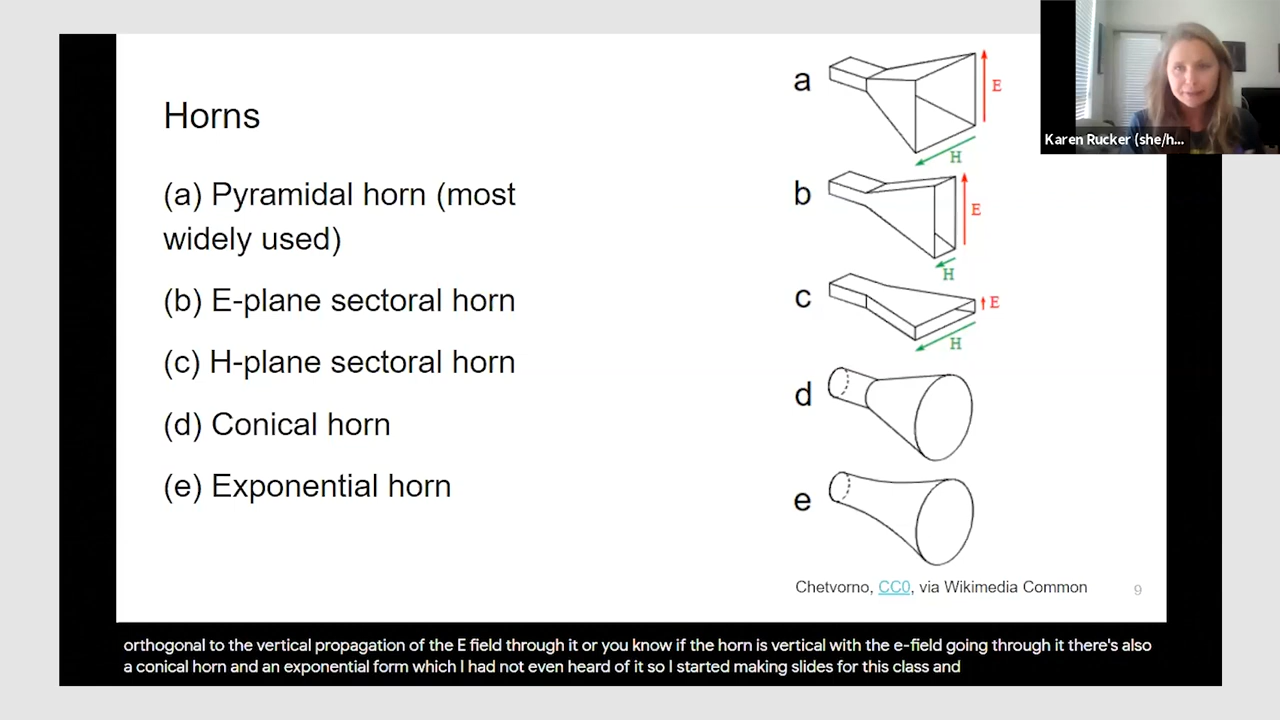 Horns
(a) Pyramidal horn (most
widely used)
(b) E-plane sectoral horn
(c) H-plane sectoral horn
(d) Conical horn
(e) Exponential horn
a
E
H
b
E
H
c
E
H
d
e
Chetvorno, CC0, via Wikimedia Common
9
Karen Rucker (she/h...
orthogonal to the vertical propagation of the E field through it or you know if the horn is vertical with the e-field going through it there's also
a conical horn and an exponential form which I had not even heard of it so I started making slides for this class and